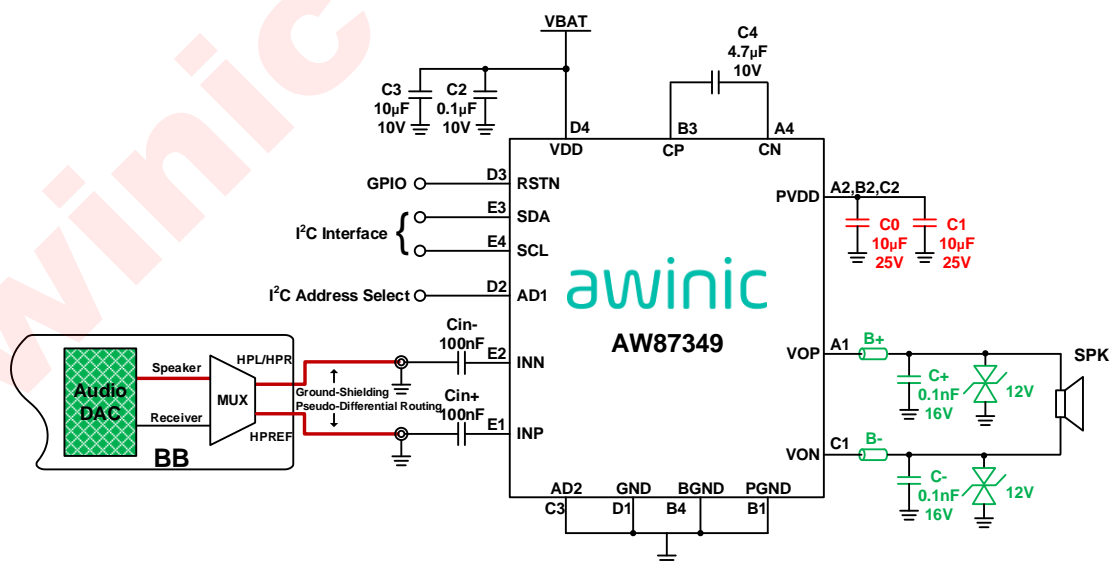 VBAT
C4
4.7µF
10V
C3
10µF
10V
C2
0.1µF
10V
D4
VDD
B3
CP
A4
CN
GPIO
D3
RSTN
I²C Interface
E3
SDA
E4
SCL
I²C Address Select
D2
AD1
PVDD
A2,B2,C2
C0
10µF
25V
C1
10µF
25V
awinic
AW87349
Cin-
100nF
E2
INN
Cin+
100nF
E1
INP
Audio
DAC
Speaker
Receiver
MUX
HPL/HPR
HPREF
BB
Ground-Shielding
Pseudo-Differential Routing
VOP
A1
B+
C+
0.1nF
16V
12V
SPK
VON
C1
B-
C-
0.1nF
16V
12V
AD2
C3
GND
D1
BGND
B4
PGND
B1
winic